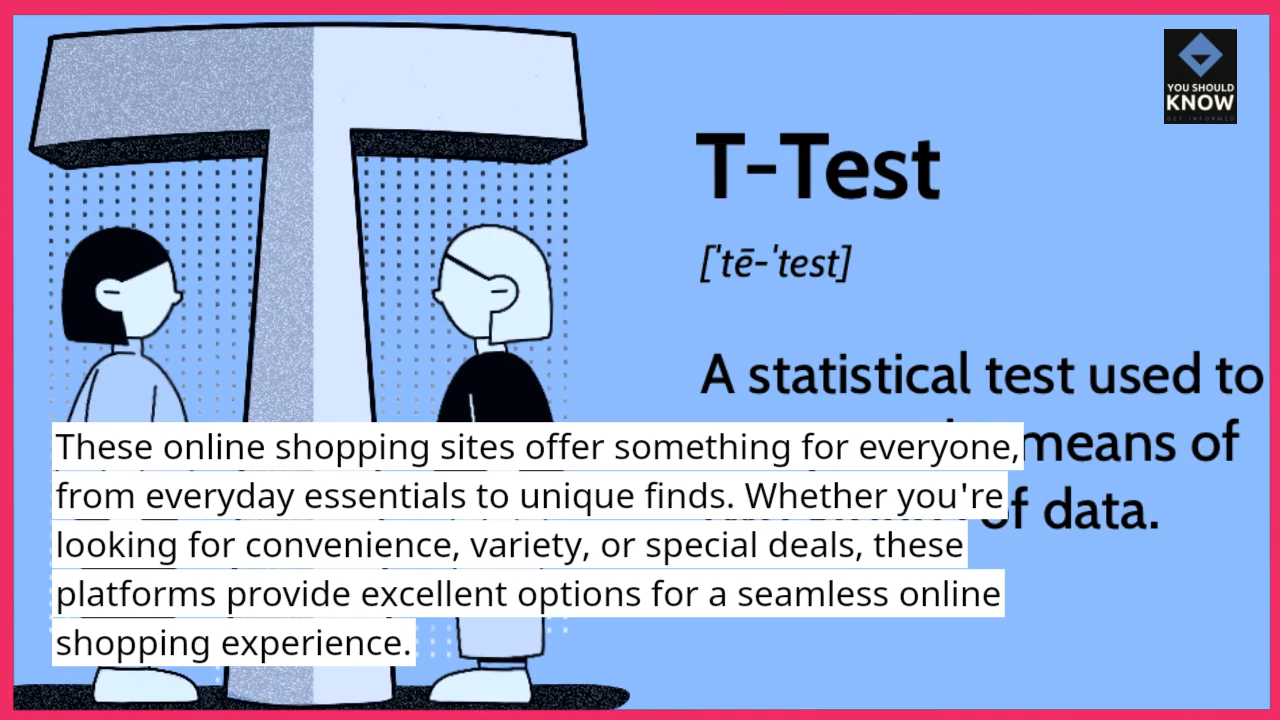 YOU SHOULD
KNOW
GET INFORMED
T-Test
[ˈtē-ˈtest]
A statistical test used to
means of
of data.
These online shopping sites offer something for everyone,
from everyday essentials to unique finds. Whether you're
looking for convenience, variety, or special deals, these
platforms provide excellent options for a seamless online
shopping experience.